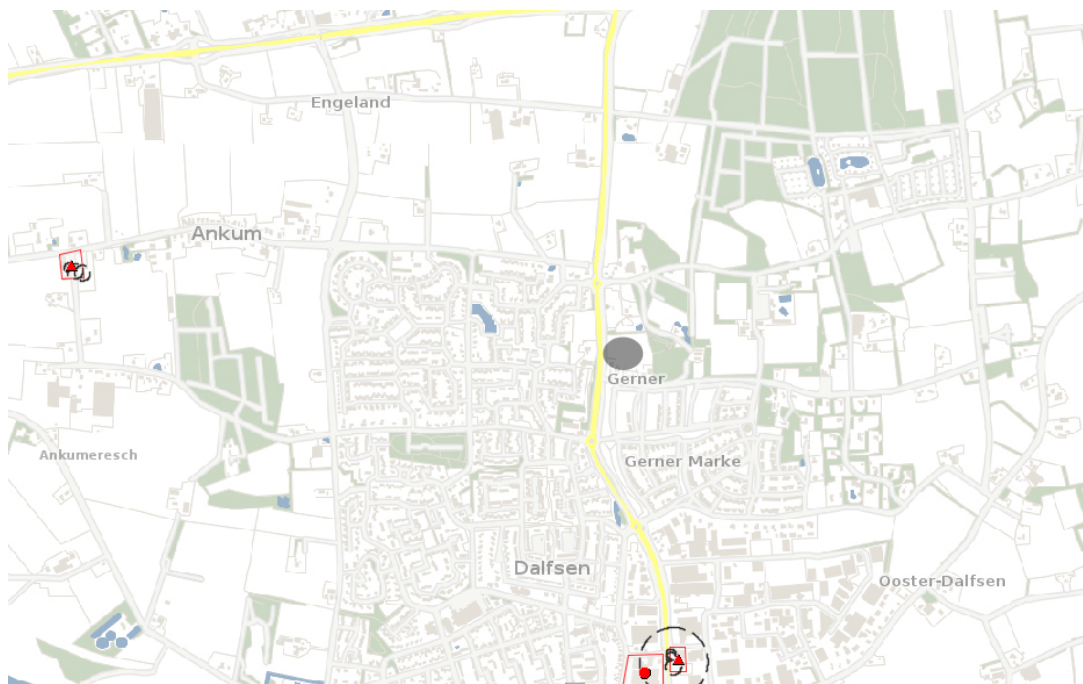 Engeland
Ankum
Gerner
Ankumeresch
Gerner Marke
Dalfsen
Ooster-Dalfsen